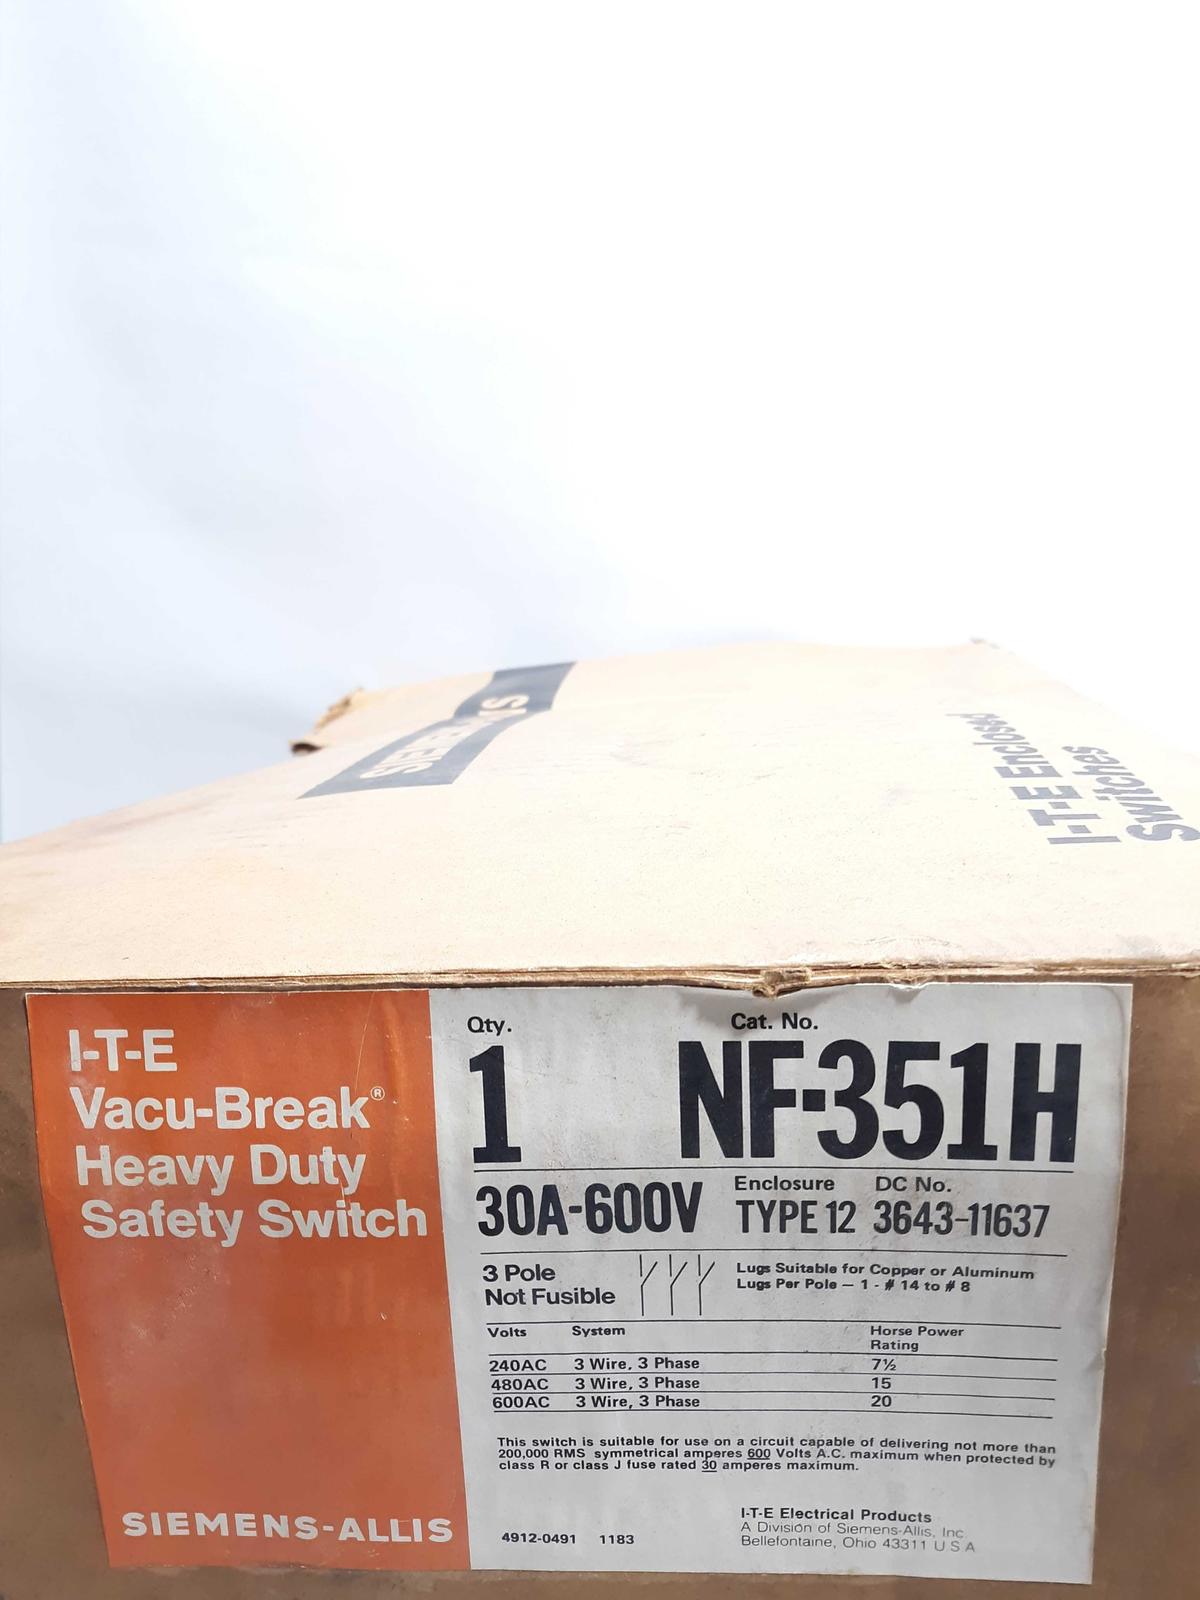 SIEMENS
I-T-E Enclosed
Switches
I-T-E
Vacu-Break®
Heavy Duty
Safety Switch
SIEMENS-ALLIS
Qty. Cat. No.
1 NF-351H
30A-600V Enclosure DC No.
TYPE 12 3643-11637
3 Pole
Not Fusible
Lugs Suitable for Copper or Aluminum
Lugs Per Pole – 1 - # 14 to # 8
Volts System Horse Power
Rating
240AC 3 Wire, 3 Phase 7½
480AC 3 Wire, 3 Phase 15
600AC 3 Wire, 3 Phase 20
This switch is suitable for use on a circuit capable of delivering not more than
200,000 RMS symmetrical amperes 600 Volts A.C. maximum when protected by
class R or class J fuse rated 30 amperes maximum.
4912-0491 1183
I-T-E Electrical Products
A Division of Siemens-Allis, Inc
Bellefontaine, Ohio 43311 U S A